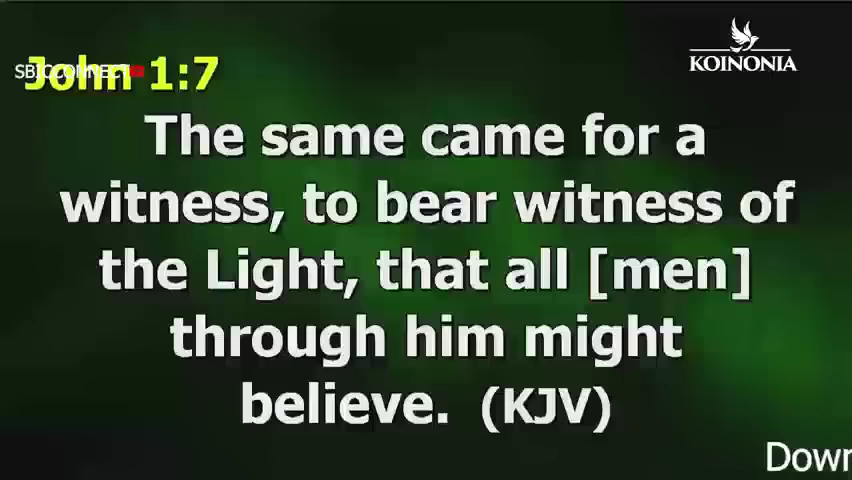 John 1:7
SBICCONNECT
KOINONIA
The same came for a
witness, to bear witness of
the Light, that all [men]
through him might
believe. (KJV)